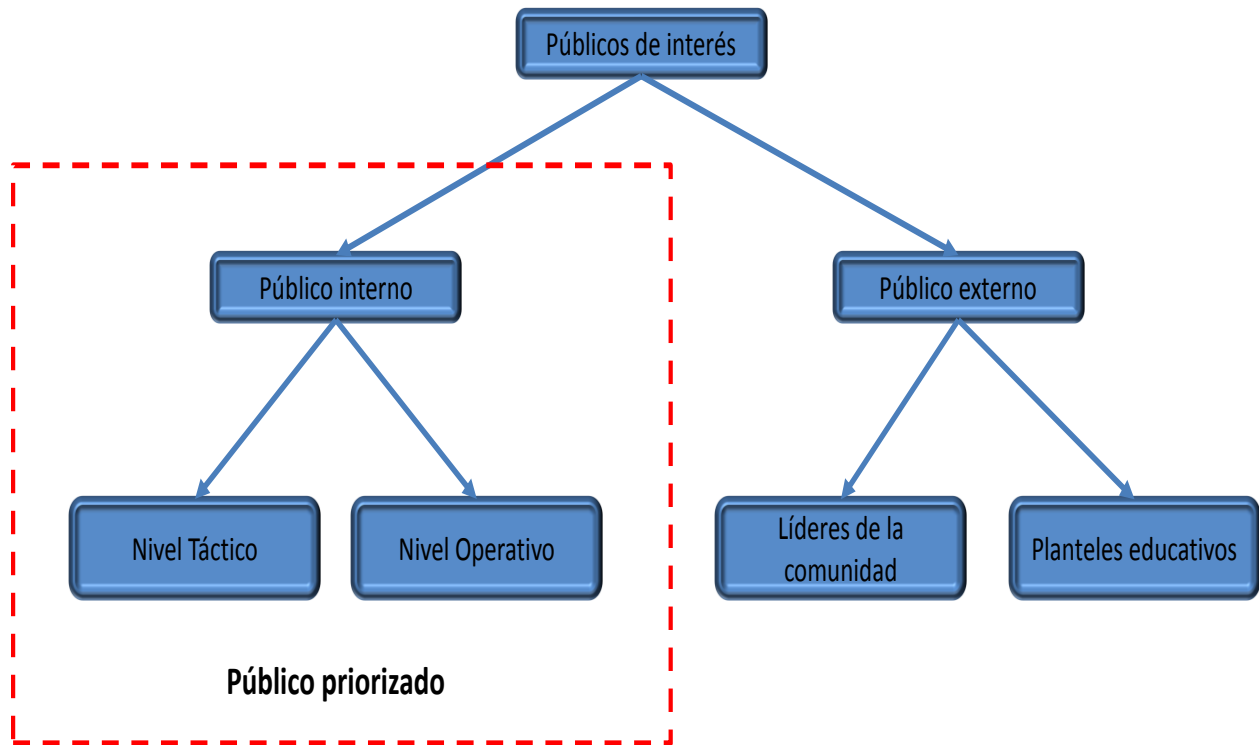 Públicos de interés
Público interno
Público externo
Nivel Táctico
Nivel Operativo
Líderes de la
comunidad
Planteles educativos
Público priorizado